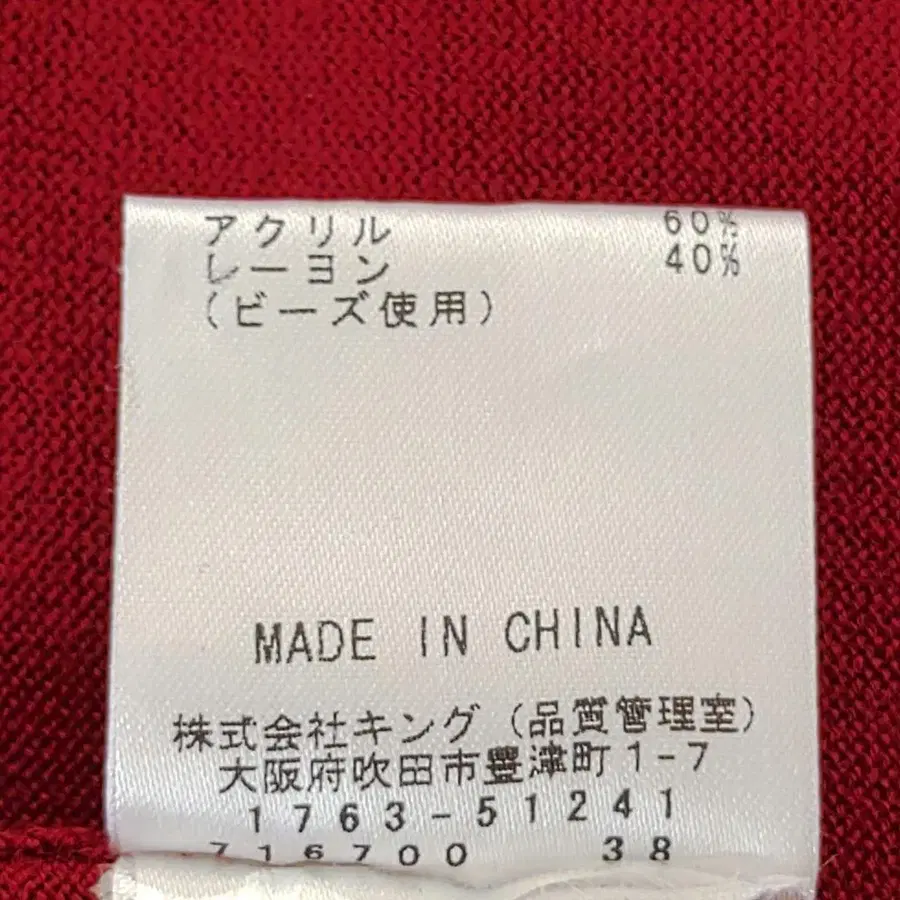 アクリル 60%
レーヨン 40%
(ビーズ使用)
MADE IN CHINA
株式会社キング(品質管理室)
大阪府吹田市豊津町1-7
1763-51241
716700 38